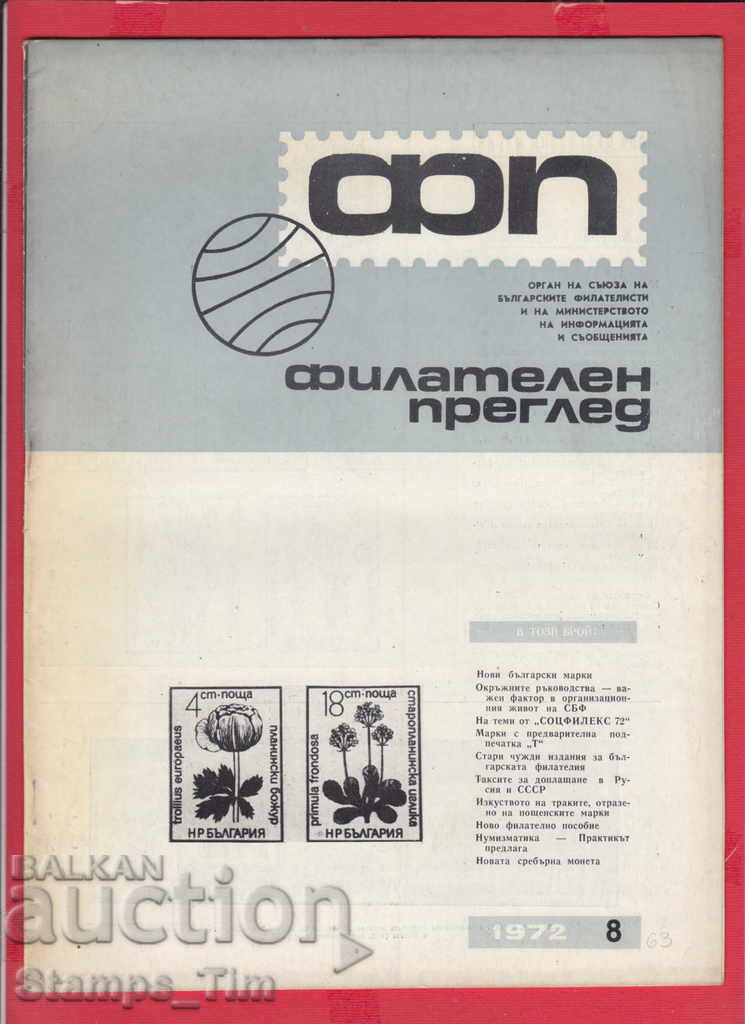 ФП
ОРГАН НА СЪЮЗА НА
БЪЛГАРСКИТЕ ФИЛАТЕЛИСТИ
И НА МИНИСТЕРСТВОТО
НА ИНФОРМАЦИЯТА
И СЪОБЩЕНИЯТА
филателен
преглед
В ТОЗИ БРОЙ:
Нови български марки
Окръжните ръководства — ва-
жен фактор в организацион-
ния живот на СБФ
На теми от „СОЦФИЛЕКС 72“
Марки с предварителна под-
печатка „Т“
Стари чужди издания за бъл-
гарската филателия
Таксите за доплащане в Ру-
сия и СССР
Изкуството на траките, отразе-
но на пощенските марки
Ново филателно пособие
Нумизматика — Практикът
предлага
Новата сребърна монета
4 ст·поща
trollius europaeus
планински божур
НР БЪЛГАРИЯ
18 ст·поща
primula frondosa
старопланинска иглика
НР БЪЛГАРИЯ
1972 8
63
BALKAN
auction
Stamps_Tim